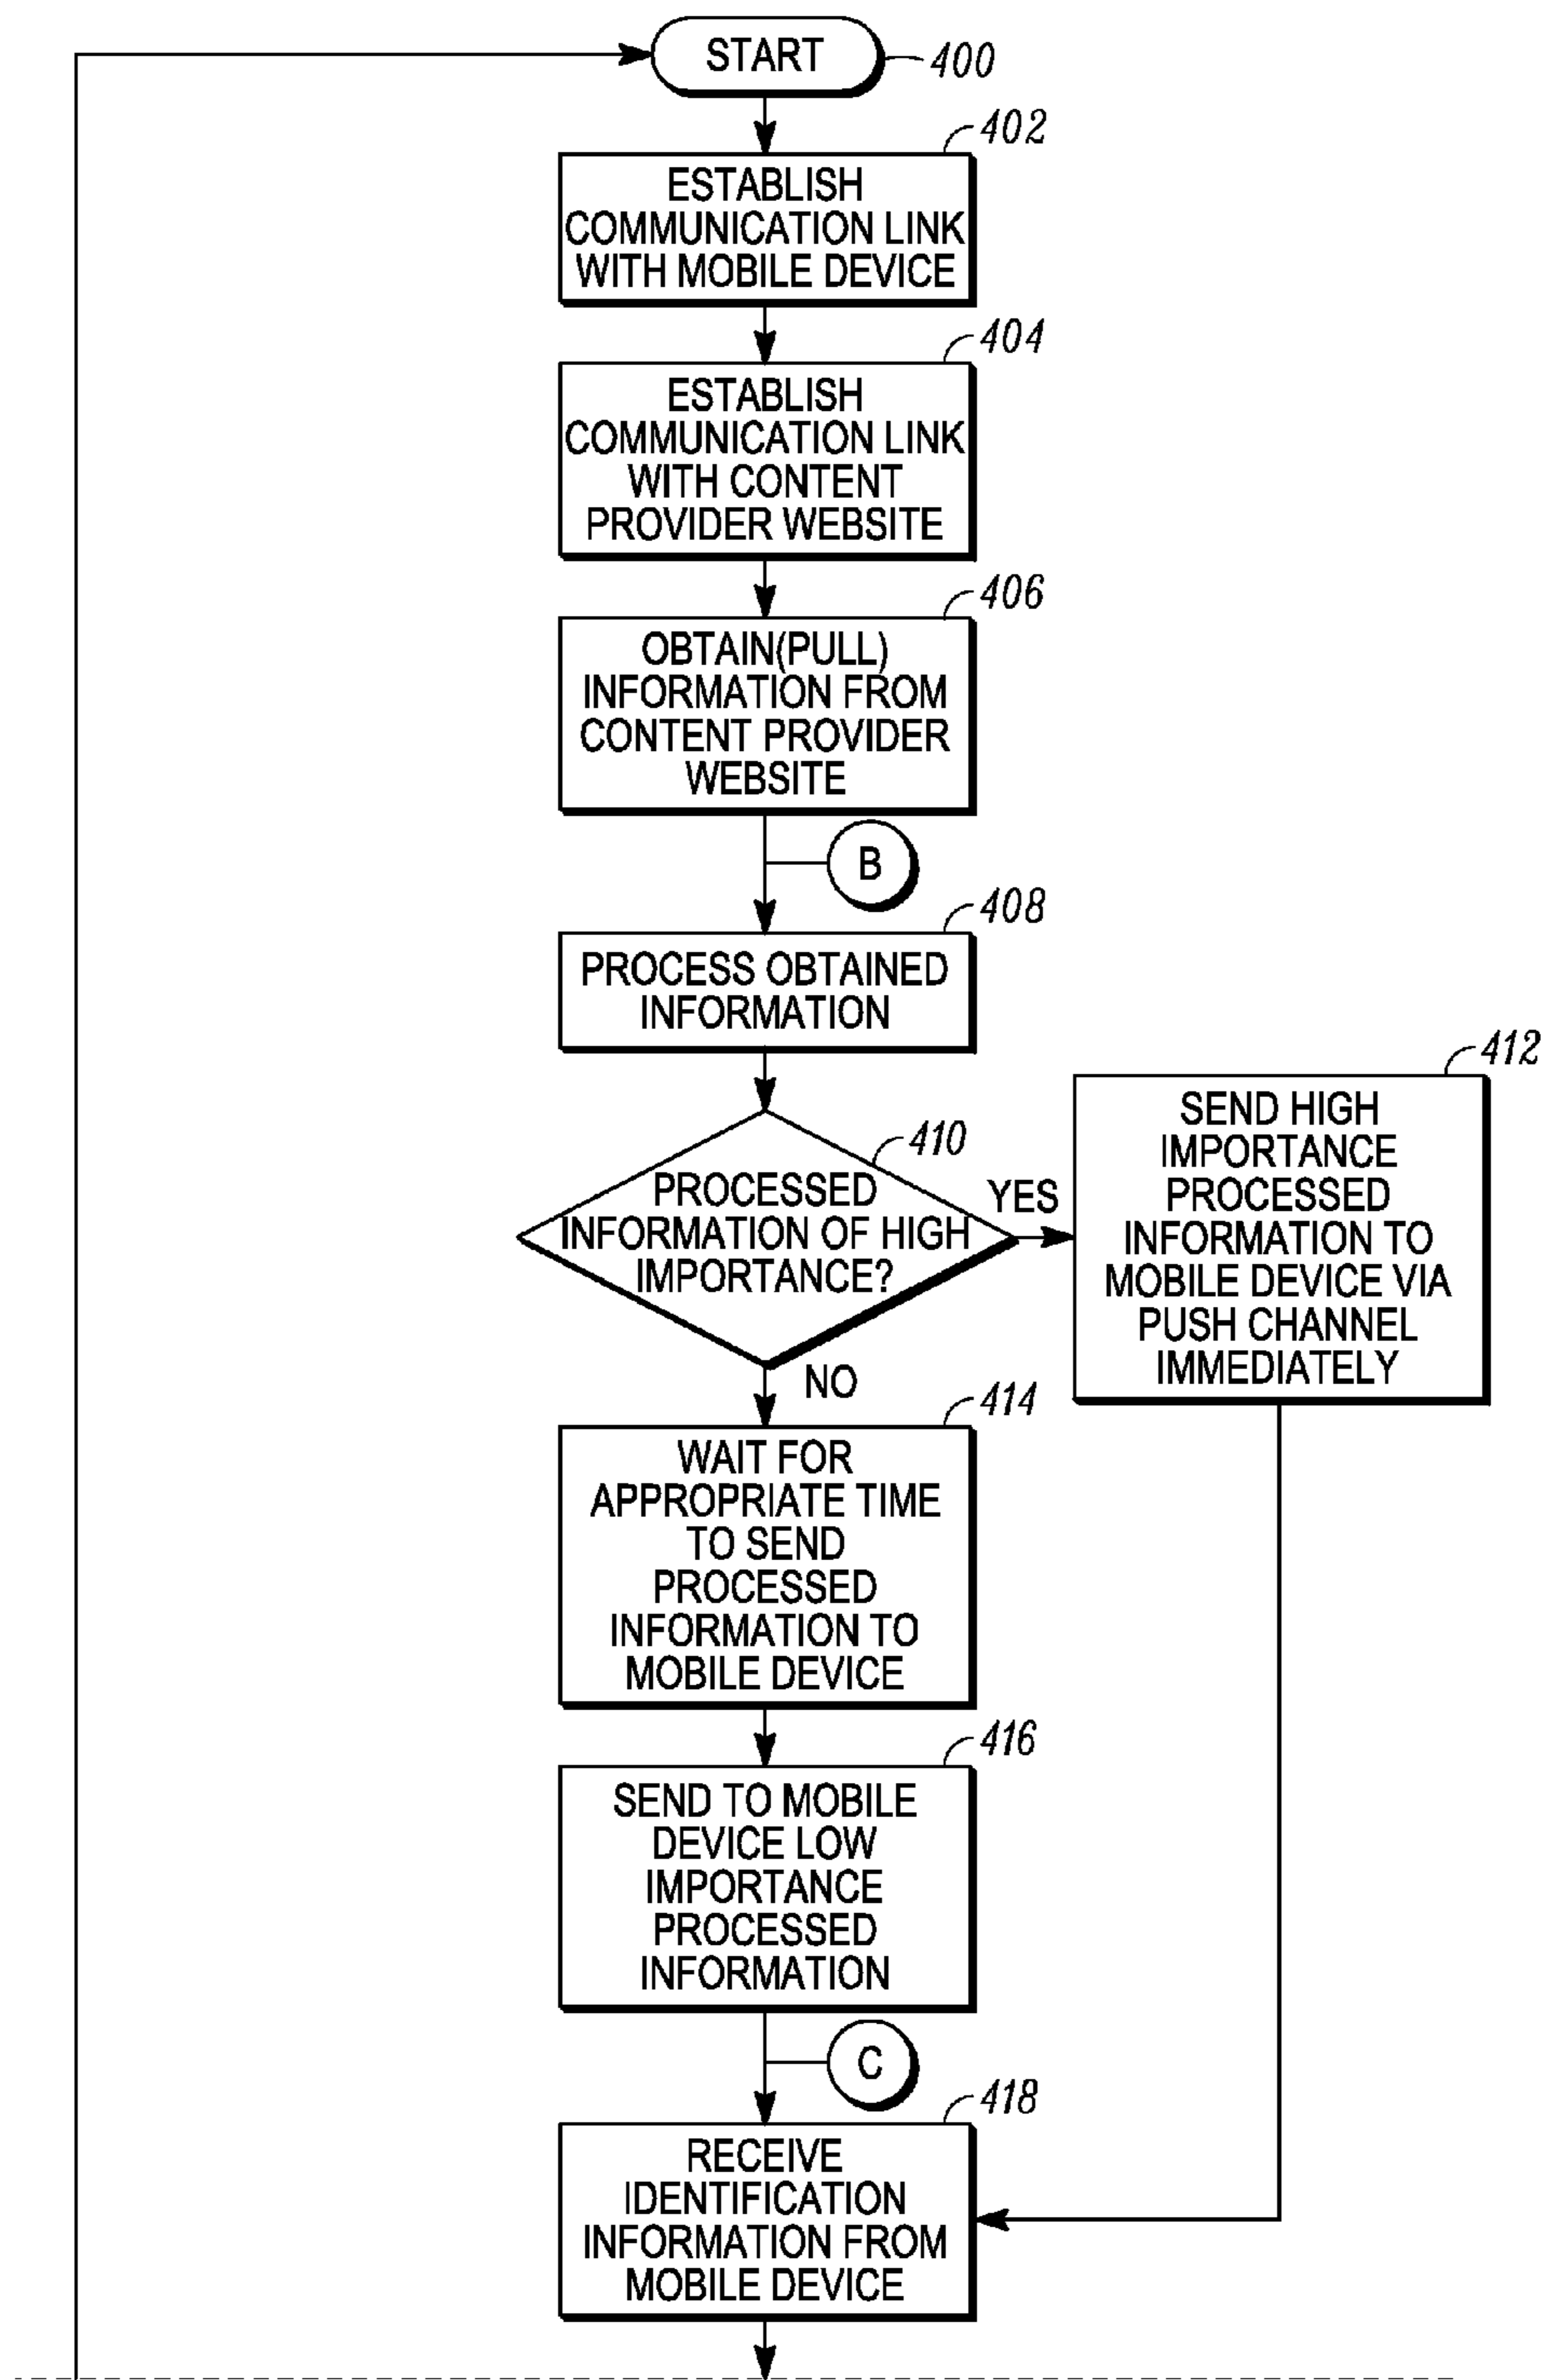 START
400
402
ESTABLISH
COMMUNICATION LINK
WITH MOBILE DEVICE
404
ESTABLISH
COMMUNICATION LINK
WITH CONTENT
PROVIDER WEBSITE
406
OBTAIN(PULL)
INFORMATION FROM
CONTENT PROVIDER
WEBSITE
B
408
PROCESS OBTAINED
INFORMATION
410
PROCESSED
INFORMATION OF HIGH
IMPORTANCE?
YES
412
SEND HIGH
IMPORTANCE
PROCESSED
INFORMATION TO
MOBILE DEVICE VIA
PUSH CHANNEL
IMMEDIATELY
NO
414
WAIT FOR
APPROPRIATE TIME
TO SEND
PROCESSED
INFORMATION TO
MOBILE DEVICE
416
SEND TO MOBILE
DEVICE LOW
IMPORTANCE
PROCESSED
INFORMATION
C
418
RECEIVE
IDENTIFICATION
INFORMATION FROM
MOBILE DEVICE